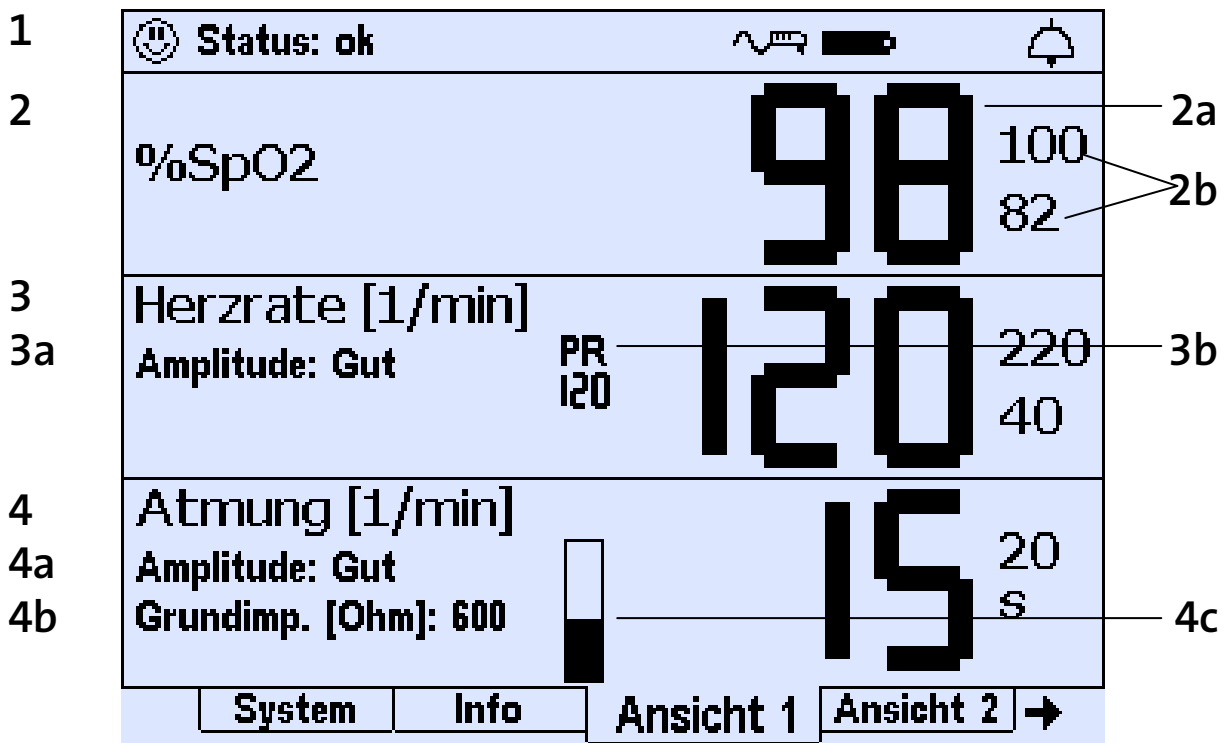 1 Status: ok
2 %SpO2 98 2a
100
82 2b
3 Herzrate [1/min] 120
3a Amplitude: Gut PR 220 3b
120 40
4 Atmung [1/min] 15
4a Amplitude: Gut 20
4b Grundimp. [Ohm]: 600 s 4c
System Info Ansicht 1 Ansicht 2